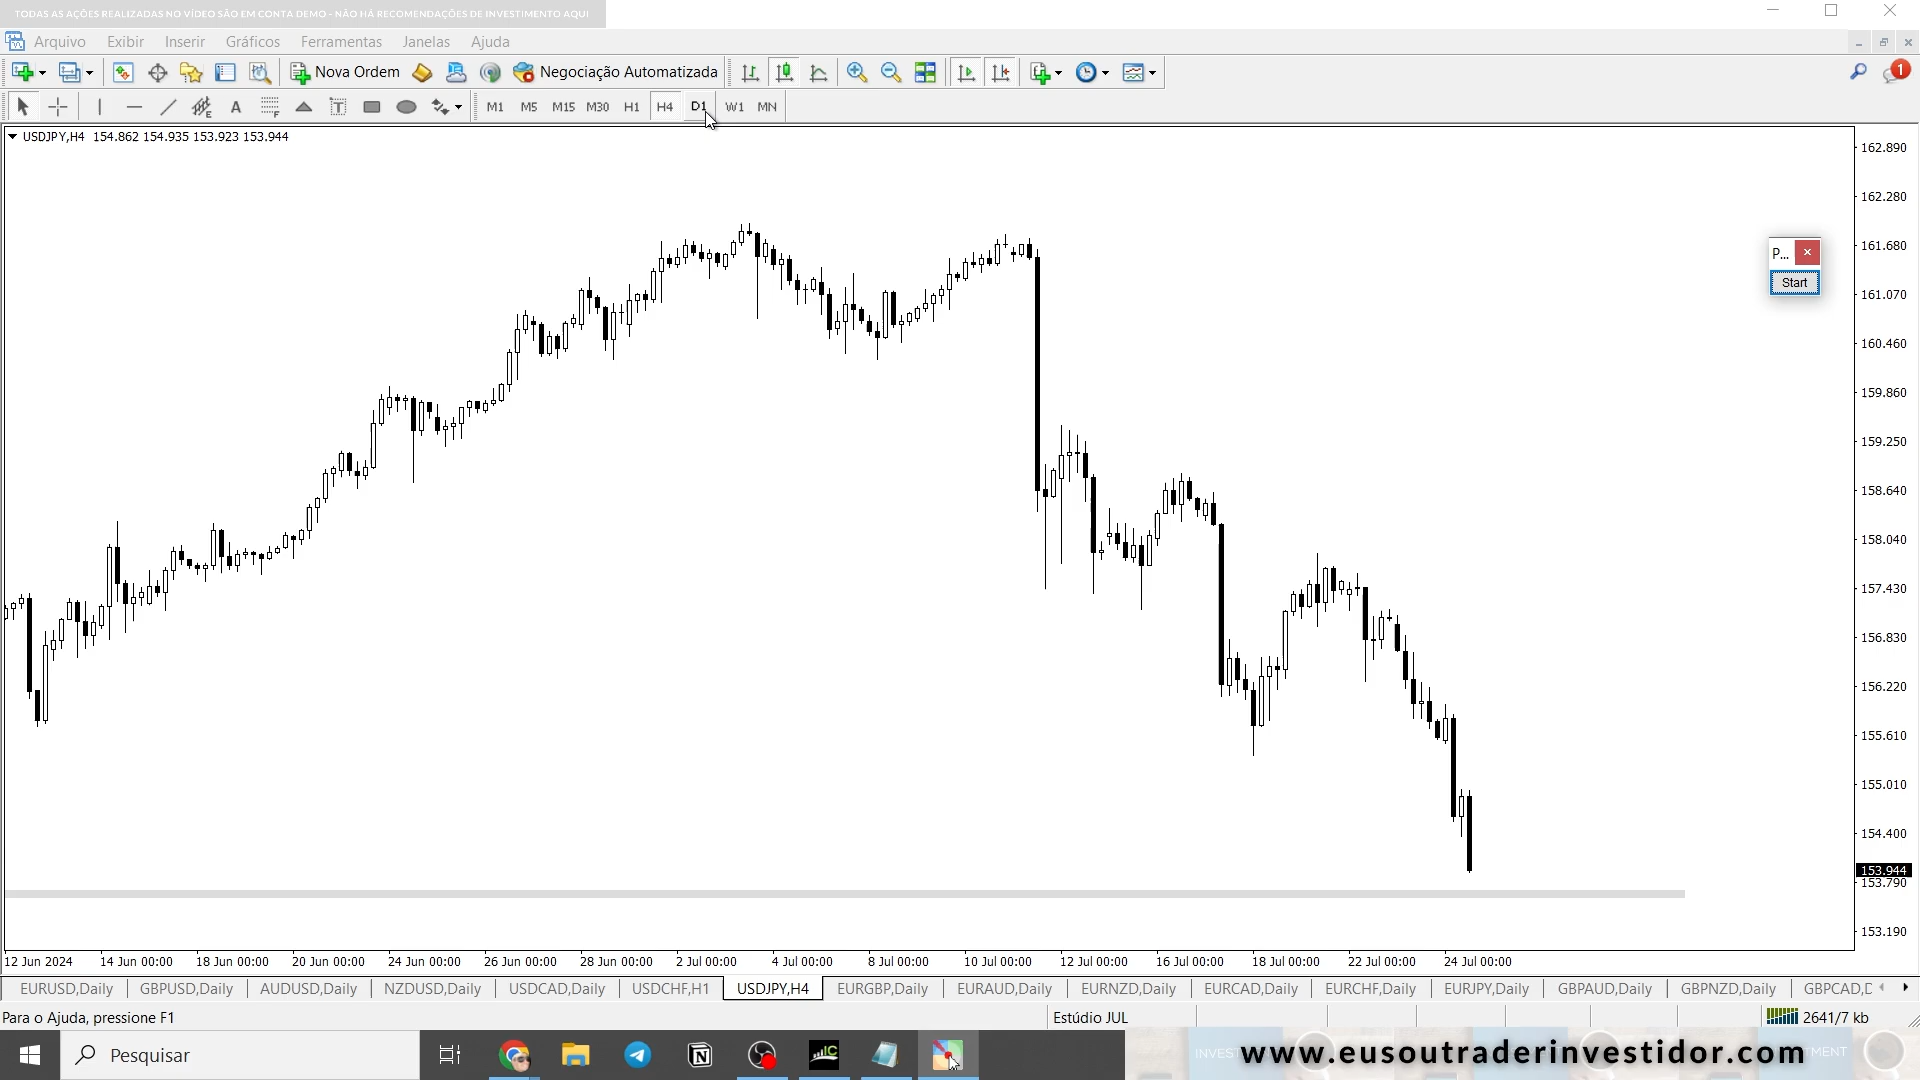 TODAS AS AÇÕES REALIZADAS NO VÍDEO SÃO EM CONTA DEMO - NÃO HÁ RECOMENDAÇÕES DE INVESTIMENTO AQUI
Arquivo Exibir Inserir Gráficos Ferramentas Janelas Ajuda
Nova Ordem Negociação Automatizada 1
A T M1 M5 M15 M30 H1 H4 D1 W1 MN
USDJPY,H4 154.862 154.935 153.923 153.944
162.890
162.280
161.680
P...
Start
161.070
160.460
159.860
159.250
158.640
158.040
157.430
156.830
156.220
155.610
155.010
154.400
153.944
153.790
153.190
12 Jun 2024 14 Jun 00:00 18 Jun 00:00 20 Jun 00:00 24 Jun 00:00 26 Jun 00:00 28 Jun 00:00 2 Jul 00:00 4 Jul 00:00 8 Jul 00:00 10 Jul 00:00 12 Jul 00:00 16 Jul 00:00 18 Jul 00:00 22 Jul 00:00 24 Jul 00:00
EURUSD,Daily GBPUSD,Daily AUDUSD,Daily NZDUSD,Daily USDCAD,Daily USDCHF,H1 USDJPY,H4 EURGBP,Daily EURAUD,Daily EURNZD,Daily EURCAD,Daily EURCHF,Daily EURJPY,Daily GBPAUD,Daily GBPNZD,Daily GBPCAD,D
Para o Ajuda, pressione F1 Estúdio JUL 2641/7 kb
Pesquisar IC www.eusoutraderinvestidor.com